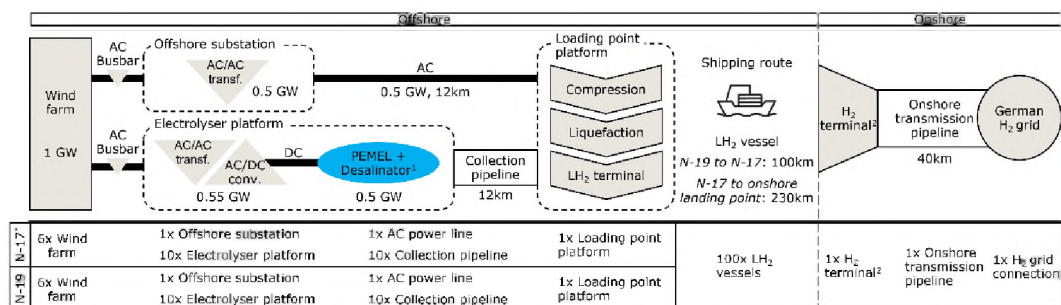 Offshore
Onshore
AC
Busbar
Offshore substation
AC/AC
transf.
0.5 GW
AC
0.5 GW, 12km
Loading point
platform
Compression
Liquefaction
LH2 terminal
Wind
farm
1 GW
AC
Busbar
Electrolyser platform
AC/AC
transf.
AC/DC
conv.
0.55 GW
DC
PEMEL +
Desalinator1
0.5 GW
Collection
pipeline
12km
Shipping route
LH2 vessel
N-19 to N-17: 100km
N-17 to onshore
landing point: 230km
H2
terminal2
Onshore
transmission
pipeline
40km
German
H2 grid
N-17*
6x Wind
farm
1x Offshore substation
10x Electrolyser platform
1x AC power line
10x Collection pipeline
1x Loading point
platform
N-19
6x Wind
farm
1x Offshore substation
10x Electrolyser platform
1x AC power line
10x Collection pipeline
1x Loading point
platform
100x LH2
vessels
1x H2
terminal2
1x Onshore
transmission
pipeline
1x H2 grid
connection